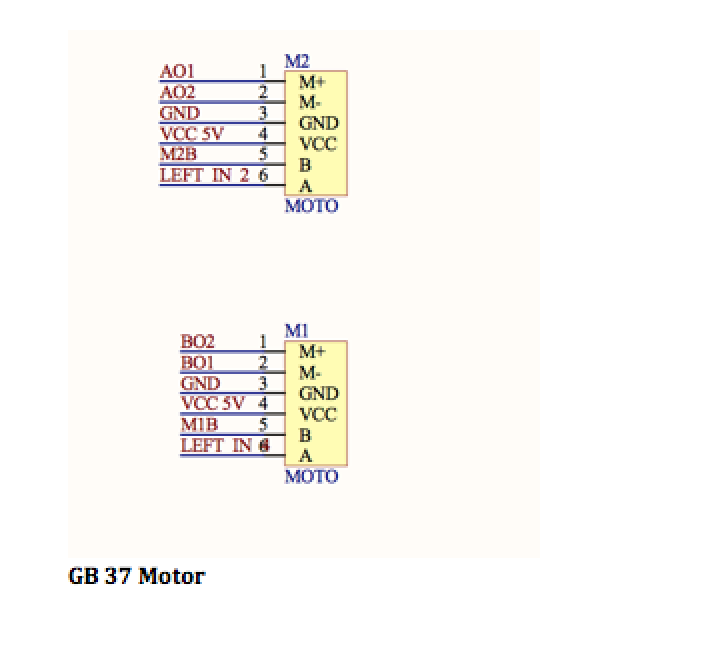 M2
AO1 1 M+
AO2 2 M-
GND 3 GND
VCC 5V 4 VCC
M2B 5 B
LEFT IN 2 6 A
MOTO
M1
BO2 1 M+
BO1 2 M-
GND 3 GND
VCC 5V 4 VCC
M1B 5 B
LEFT IN A
MOTO
GB 37 Motor